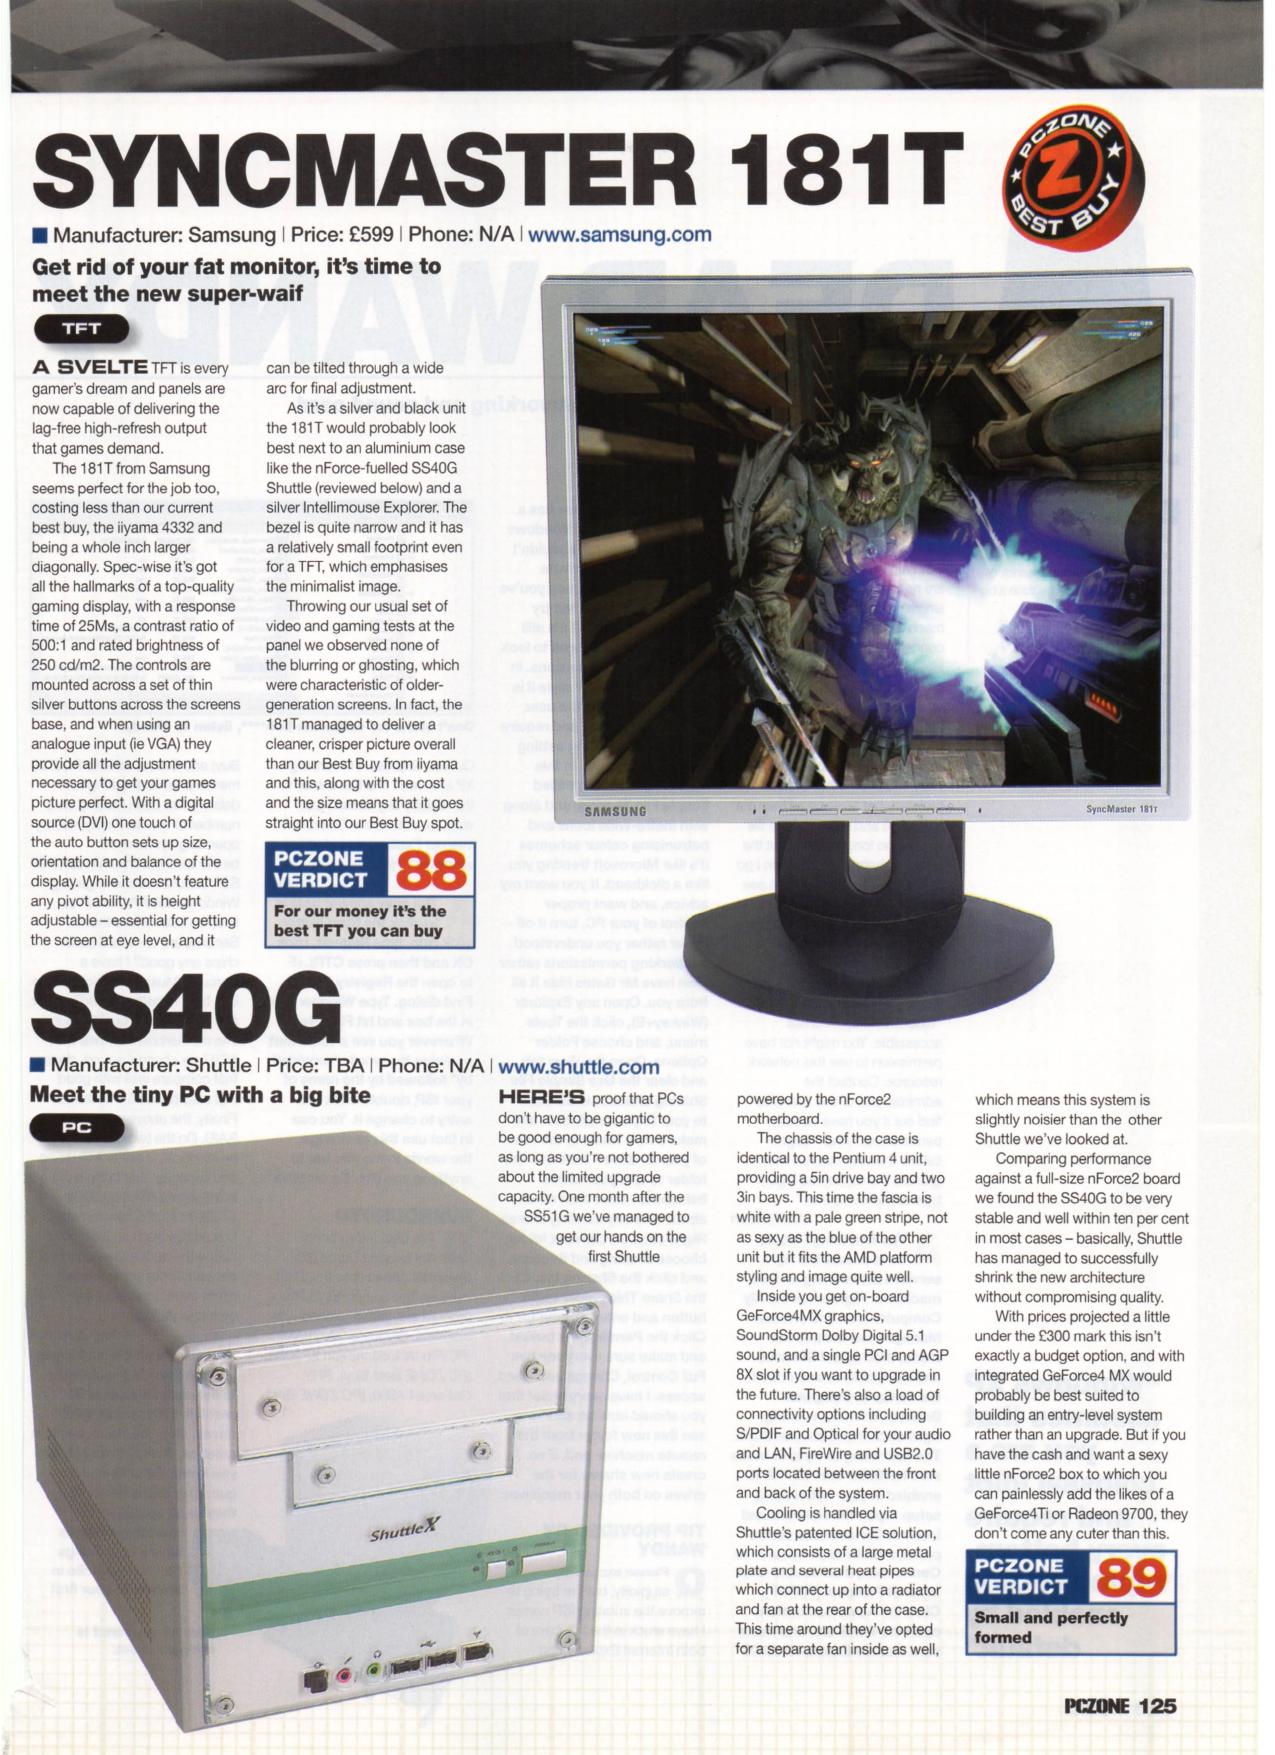 SYNCMASTER 181T
PCZONE
Z
BEST BUY
Manufacturer: Samsung | Price: £599 | Phone: N/A | www.samsung.com
Get rid of your fat monitor, it's time to
meet the new super-waif
TFT
A SVELTE TFT is every
gamer's dream and panels are
now capable of delivering the
lag-free high-refresh output
that games demand.
The 181T from Samsung
seems perfect for the job too,
costing less than our current
best buy, the iiyama 4332 and
being a whole inch larger
diagonally. Spec-wise it's got
all the hallmarks of a top-quality
gaming display, with a response
time of 25Ms, a contrast ratio of
500:1 and rated brightness of
250 cd/m2. The controls are
mounted across a set of thin
silver buttons across the screens
base, and when using an
analogue input (ie VGA) they
provide all the adjustment
necessary to get your games
picture perfect. With a digital
source (DVI) one touch of
the auto button sets up size,
orientation and balance of the
display. While it doesn't feature
any pivot ability, it is height
adjustable – essential for getting
the screen at eye level, and it
can be tilted through a wide
arc for final adjustment.
As it's a silver and black unit
the 181T would probably look
best next to an aluminium case
like the nForce-fuelled SS40G
Shuttle (reviewed below) and a
silver Intellimouse Explorer. The
bezel is quite narrow and it has
a relatively small footprint even
for a TFT, which emphasises
the minimalist image.
Throwing our usual set of
video and gaming tests at the
panel we observed none of
the blurring or ghosting, which
were characteristic of older-
generation screens. In fact, the
181T managed to deliver a
cleaner, crisper picture overall
than our Best Buy from iiyama
and this, along with the cost
and the size means that it goes
straight into our Best Buy spot.
PCZONE
VERDICT 88
For our money it's the
best TFT you can buy
SAMSUNG
SyncMaster 181T
SS40G
Manufacturer: Shuttle | Price: TBA | Phone: N/A | www.shuttle.com
Meet the tiny PC with a big bite
PC
HERE'S proof that PCs
don't have to be gigantic to
be good enough for gamers,
as long as you're not bothered
about the limited upgrade
capacity. One month after the
SS51G we've managed to
get our hands on the
first Shuttle
powered by the nForce2
motherboard.
The chassis of the case is
identical to the Pentium 4 unit,
providing a 5in drive bay and two
3in bays. This time the fascia is
white with a pale green stripe, not
as sexy as the blue of the other
unit but it fits the AMD platform
styling and image quite well.
Inside you get on-board
GeForce4MX graphics,
SoundStorm Dolby Digital 5.1
sound, and a single PCI and AGP
8X slot if you want to upgrade in
the future. There's also a load of
connectivity options including
S/PDIF and Optical for your audio
and LAN, FireWire and USB2.0
ports located between the front
and back of the system.
Cooling is handled via
Shuttle's patented ICE solution,
which consists of a large metal
plate and several heat pipes
which connect up into a radiator
and fan at the rear of the case.
This time around they've opted
for a separate fan inside as well,
which means this system is
slightly noisier than the other
Shuttle we've looked at.
Comparing performance
against a full-size nForce2 board
we found the SS40G to be very
stable and well within ten per cent
in most cases – basically, Shuttle
has managed to successfully
shrink the new architecture
without compromising quality.
With prices projected a little
under the £300 mark this isn't
exactly a budget option, and with
integrated GeForce4 MX would
probably be best suited to
building an entry-level system
rather than an upgrade. But if you
have the cash and want a sexy
little nForce2 box to which you
can painlessly add the likes of a
GeForce4Ti or Radeon 9700, they
don't come any cuter than this.
PCZONE
VERDICT 89
Small and perfectly
formed
ShuttleX
PCZONE 125